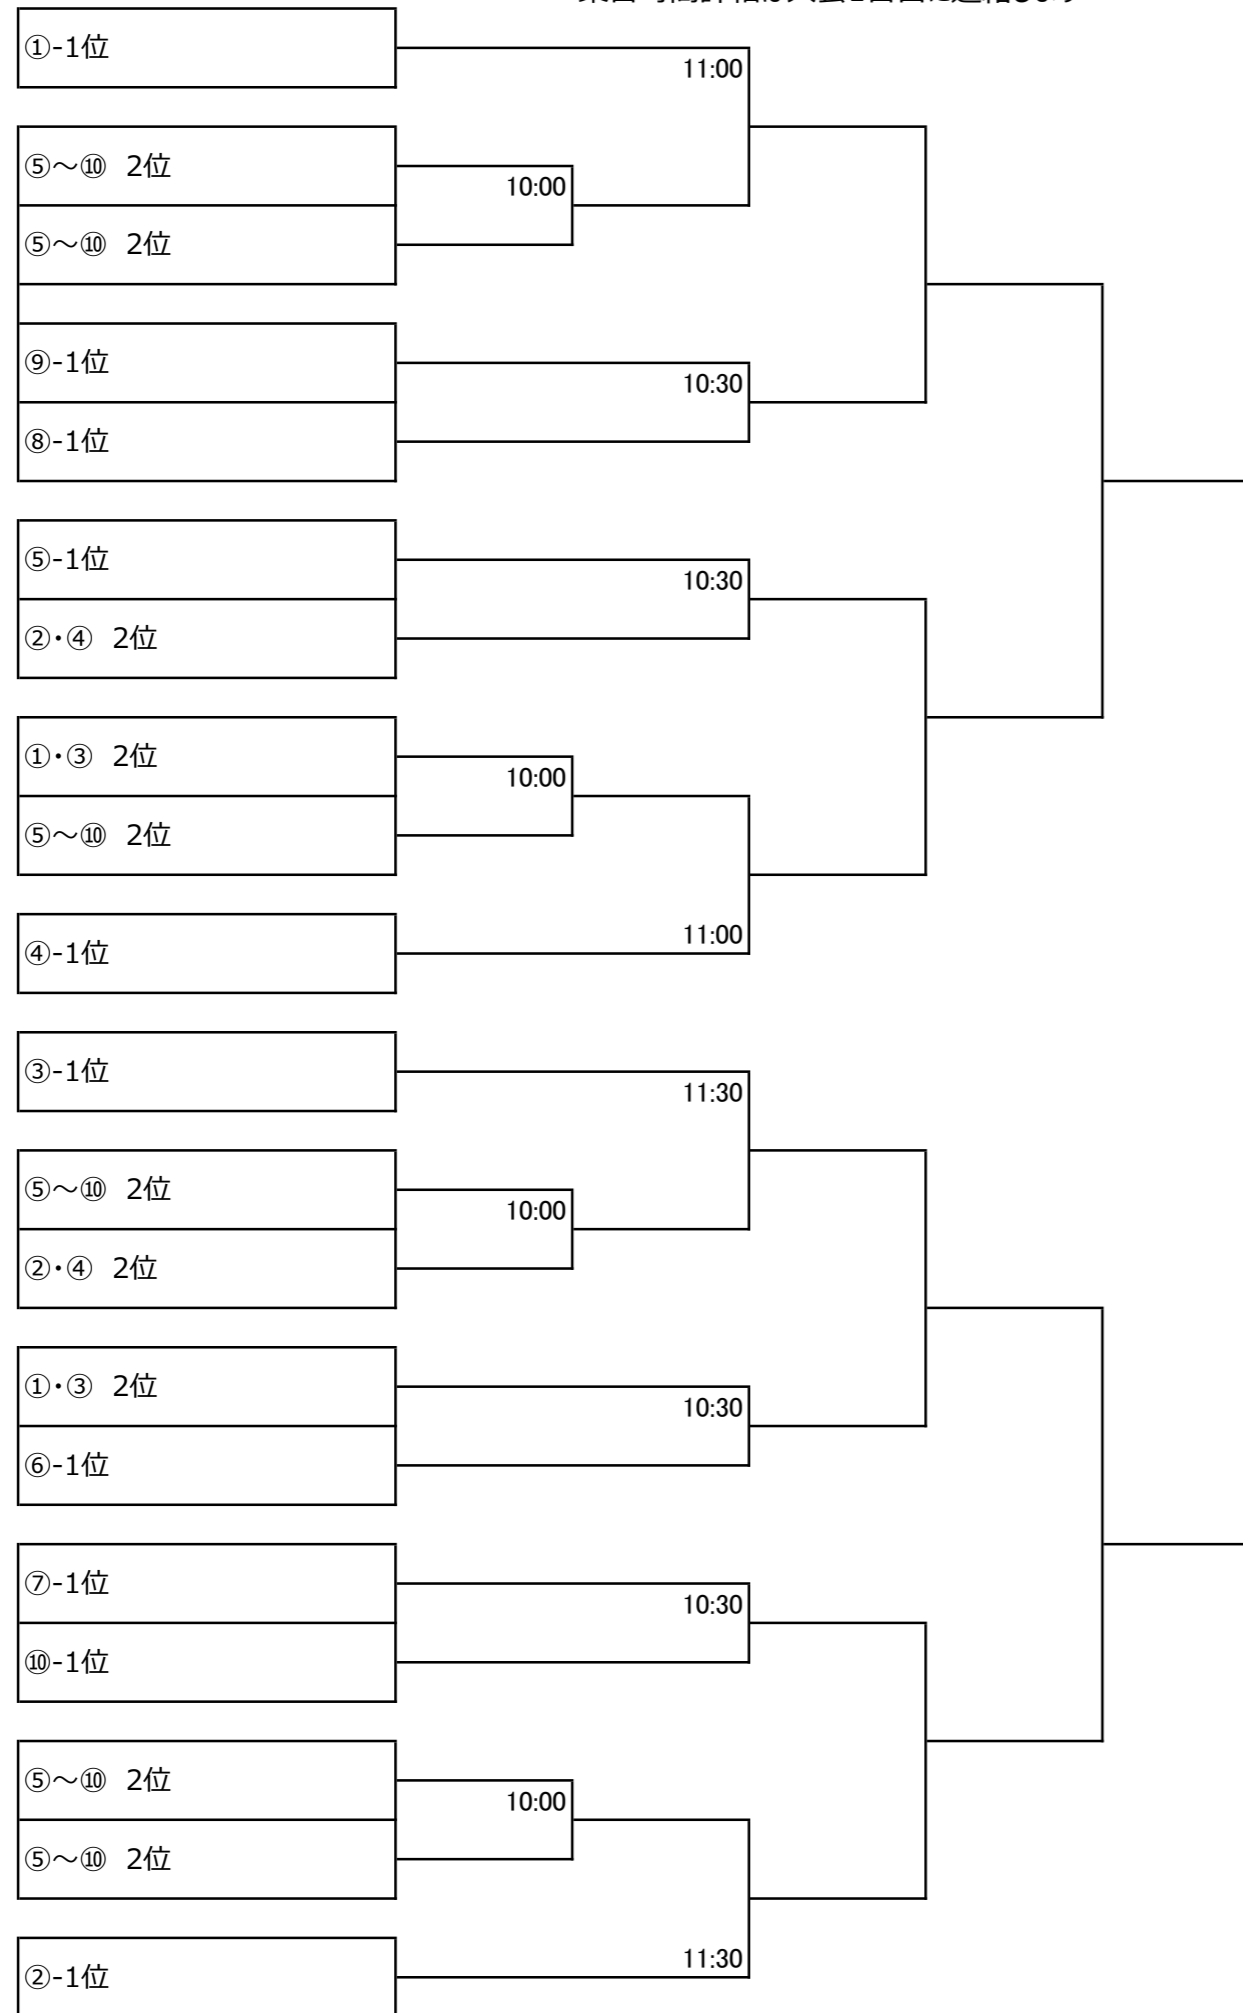 ①-1位
11:00
⑤～⑩ 2位
10:00
⑤～⑩ 2位
⑨-1位
10:30
⑧-1位
⑤-1位
10:30
②・④ 2位
①・③ 2位
10:00
⑤～⑩ 2位
11:00
④-1位
③-1位
11:30
⑤～⑩ 2位
10:00
②・④ 2位
①・③ 2位
10:30
⑥-1位
⑦-1位
10:30
⑩-1位
⑤～⑩ 2位
10:00
⑤～⑩ 2位
11:30
②-1位